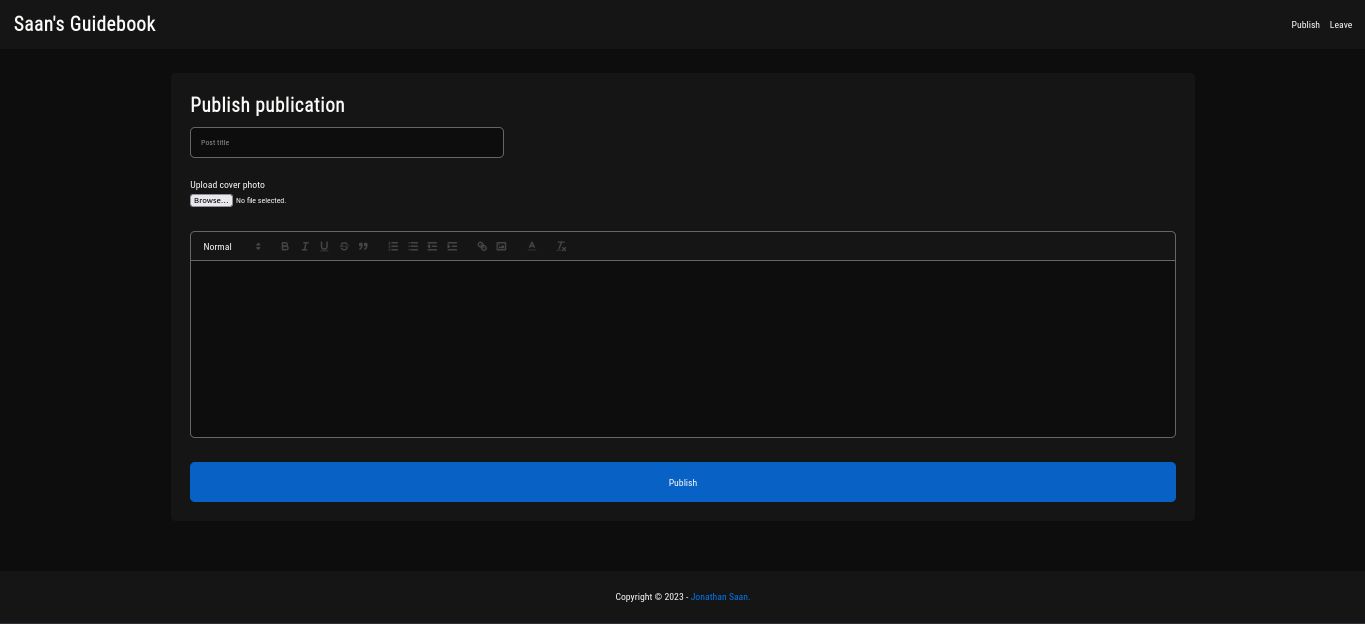 Saan's Guidebook
Publish Leave
Publish publication
Post title
Upload cover photo
Browse... No file selected.
Normal
Publish
Copyright © 2023 - Jonathan Saan.